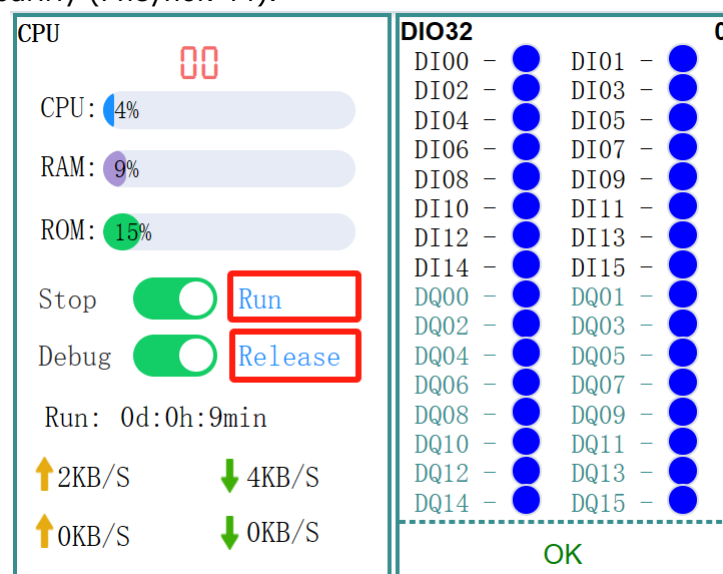 CPU
00
CPU: 4%
RAM: 9%
ROM: 15%
Stop Run
Debug Release
Run: 0d:0h:9min
2KB/S 4KB/S
0KB/S 0KB/S
DIO32
DI00 - DI01 -
DI02 - DI03 -
DI04 - DI05 -
DI06 - DI07 -
DI08 - DI09 -
DI10 - DI11 -
DI12 - DI13 -
DI14 - DI15 -
DQ00 - DQ01 -
DQ02 - DQ03 -
DQ04 - DQ05 -
DQ06 - DQ07 -
DQ08 - DQ09 -
DQ10 - DQ11 -
DQ12 - DQ13 -
DQ14 - DQ15 -
OK